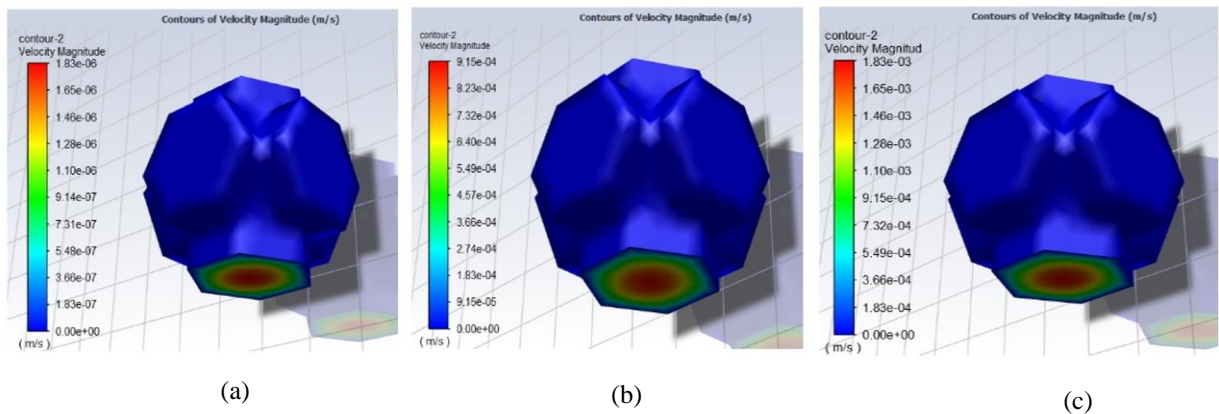 Contours of Velocity Magnitude (m/s)
contour-2
Velocity Magnitude
1.83e-06
1.65e-06
1.46e-06
1.28e-06
1.10e-06
9.14e-07
7.31e-07
5.48e-07
3.66e-07
1.83e-07
0.00e+00
( m/s )
(a)
Contours of Velocity Magnitude (m/s)
contour-2
Velocity Magnitude
9.15e-04
8.23e-04
7.32e-04
6.40e-04
5.49e-04
4.57e-04
3.66e-04
2.74e-04
1.83e-04
9.15e-05
0.00e+00
( m/s )
(b)
Contours of Velocity Magnitude (m/s)
contour-2
Velocity Magnitud
1.83e-03
1.65e-03
1.46e-03
1.28e-03
1.10e-03
9.15e-04
7.32e-04
5.49e-04
3.66e-04
1.83e-04
0.00e+00
( m/s )
(c)